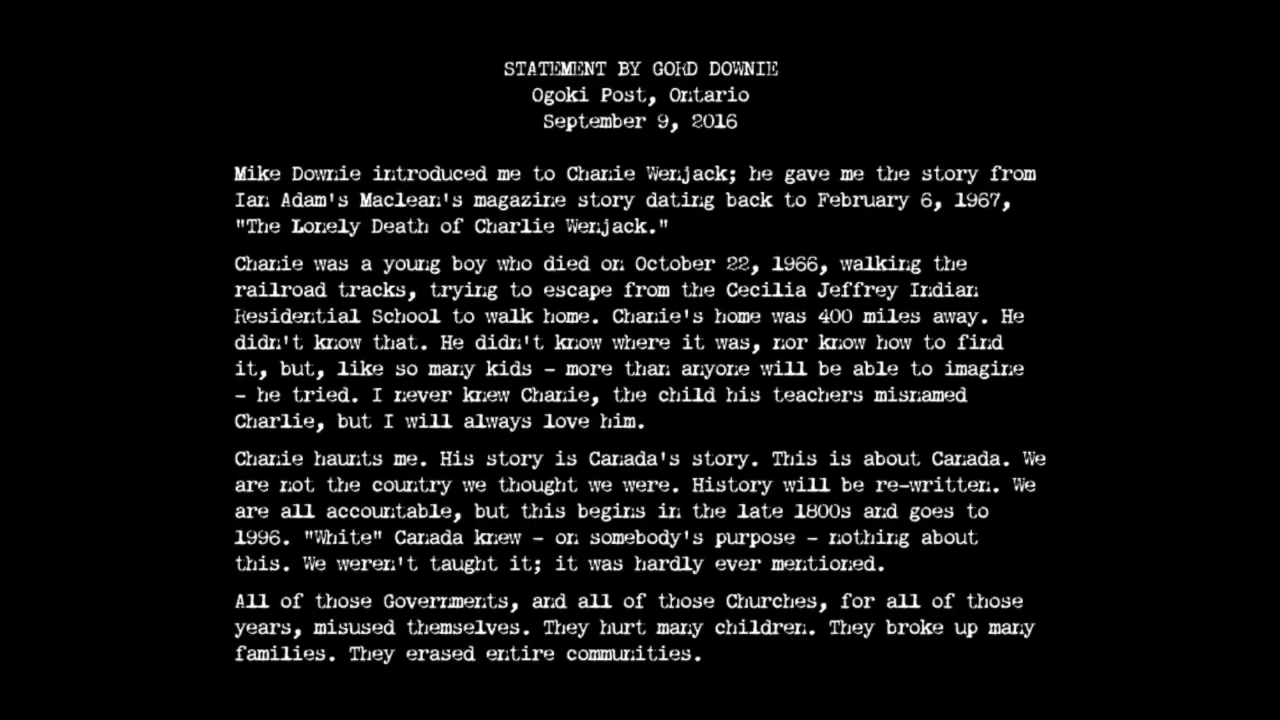 STATEMENT BY GORD DOWNIE
Ogoki Post, Ontario
September 9, 2016
Mike Downie introduced me to Chanie Wenjack; he gave me the story from
Ian Adam's Maclean's magazine story dating back to February 6, 1967,
"The Lonely Death of Charlie Wenjack."
Chanie was a young boy who died on October 22, 1966, walking the
railroad tracks, trying to escape from the Cecilia Jeffrey Indian
Residential School to walk home. Chanie's home was 400 miles away. He
didn't know that. He didn't know where it was, nor know how to find
it, but, like so many kids - more than anyone will be able to imagine
- he tried. I never knew Chanie, the child his teachers misnamed
Charlie, but I will always love him.
Chanie haunts me. His story is Canada's story. This is about Canada. We
are not the country we thought we were. History will be re-written. We
are all accountable, but this begins in the late 1800s and goes to
1996. "White" Canada knew - on somebody's purpose - nothing about
this. We weren't taught it; it was hardly ever mentioned.
All of those Governments, and all of those Churches, for all of those
years, misused themselves. They hurt many children. They broke up many
families. They erased entire communities.